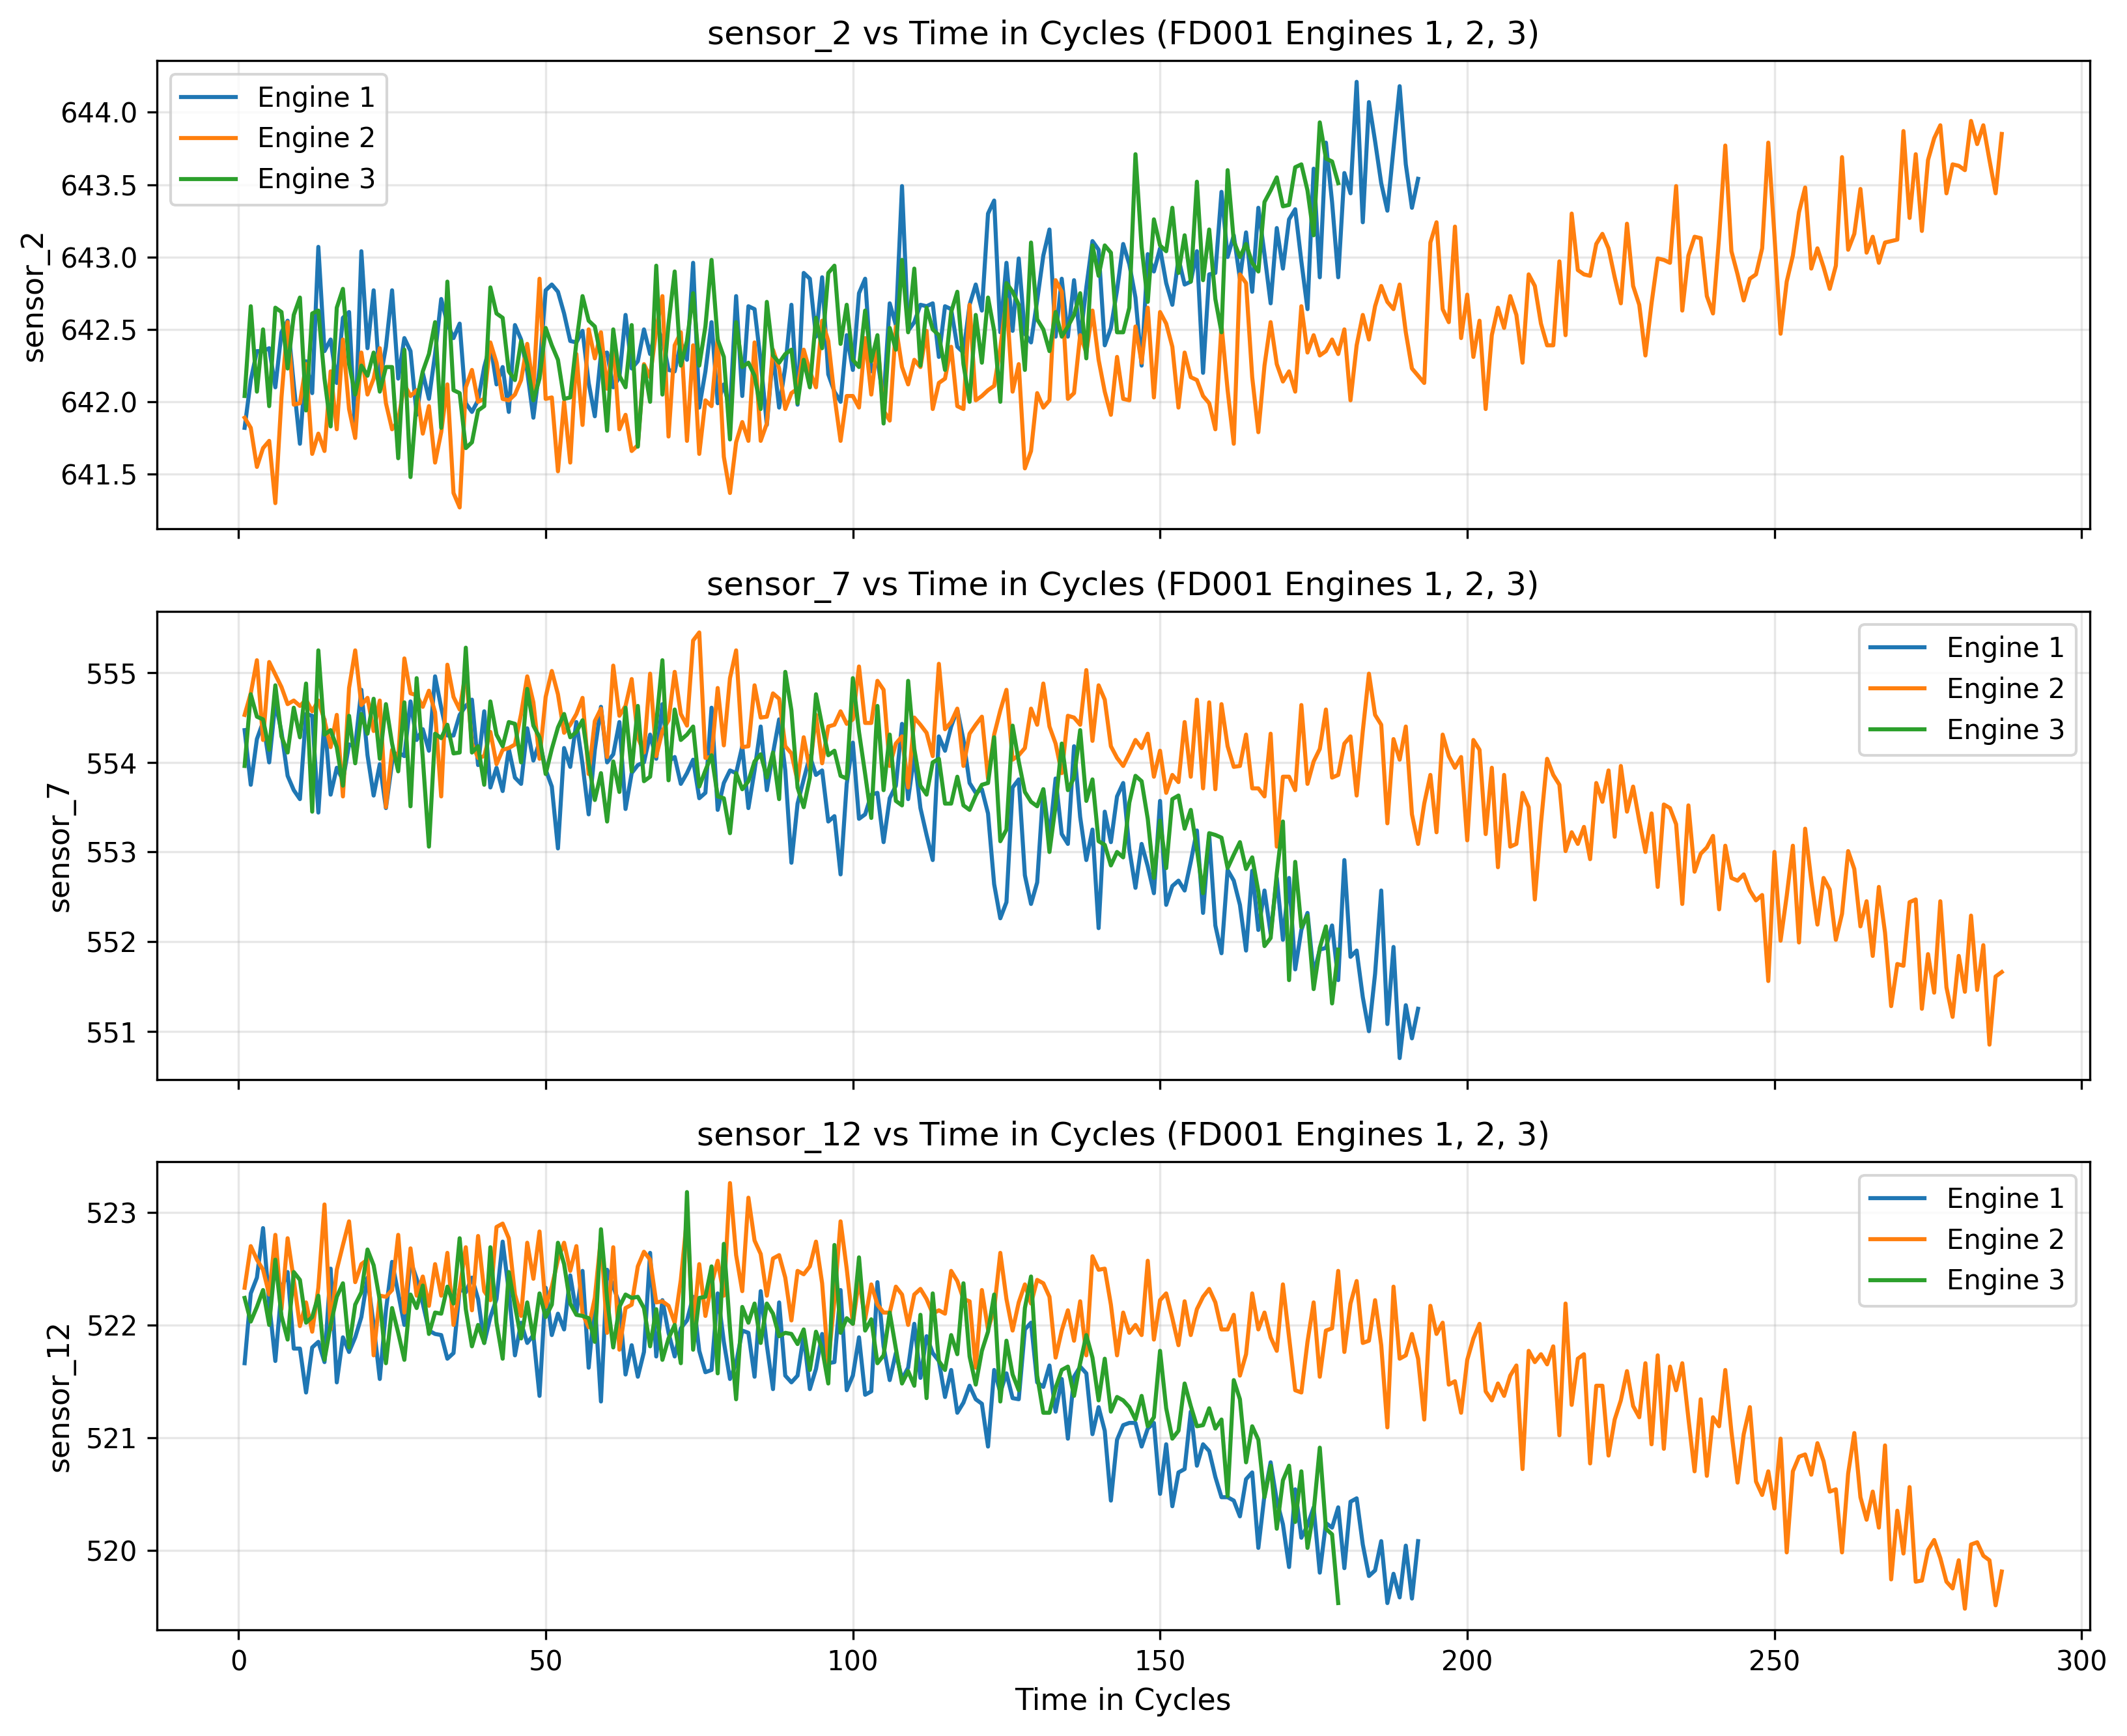 sensor_2 vs Time in Cycles (FD001 Engines 1, 2, 3)
Engine 1
Engine 2
Engine 3
644.0
643.5
643.0
642.5
642.0
641.5
sensor_2
sensor_7 vs Time in Cycles (FD001 Engines 1, 2, 3)
Engine 1
Engine 2
Engine 3
555
554
553
552
551
sensor_7
sensor_12 vs Time in Cycles (FD001 Engines 1, 2, 3)
Engine 1
Engine 2
Engine 3
523
522
521
520
sensor_12
0 50 100 150 200 250 300
Time in Cycles